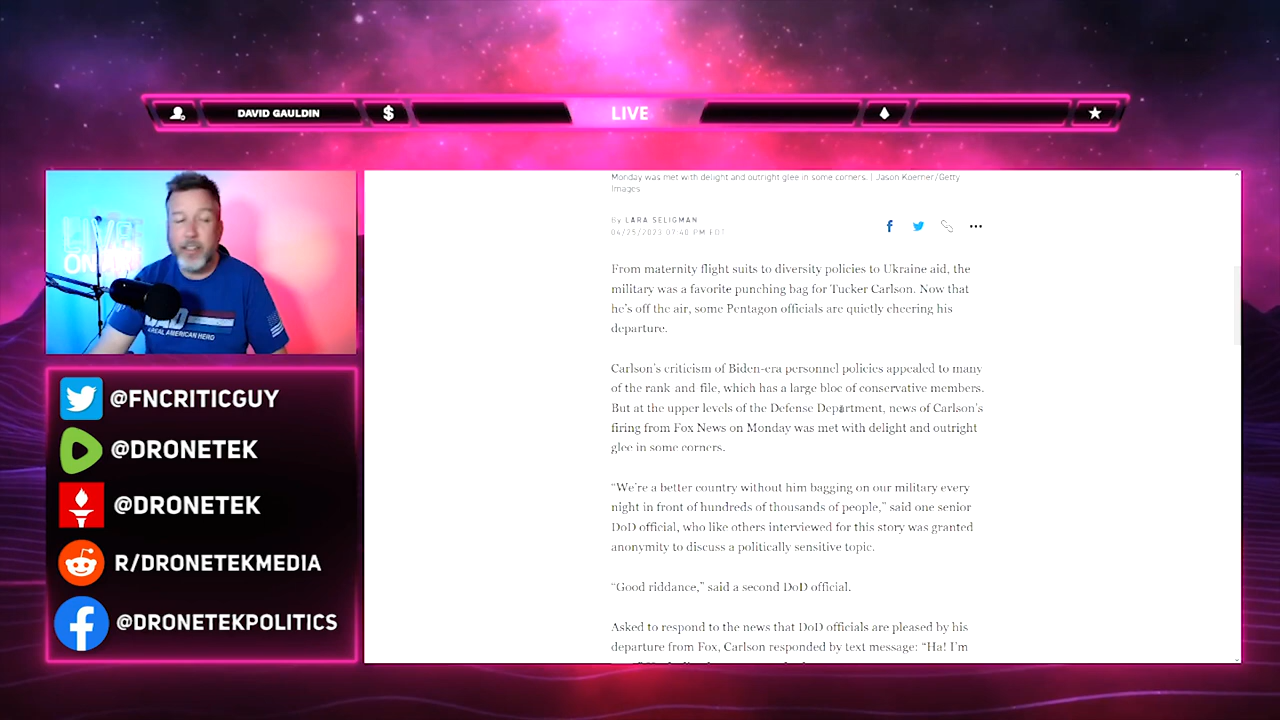 DAVID GAULDIN
$
LIVE
LIVE
ON
DAD
REAL AMERICAN HERO
@FNCRITICGUY
@DRONETEK
@DRONETEK
R/DRONETEKMEDIA
@DRONETEKPOLITICS
Monday was met with delight and outright glee in some corners. | Jason Koerner/Getty
Images
By LARA SELIGMAN
04/25/2023 07:40 PM EDT
From maternity flight suits to diversity policies to Ukraine aid, the
military was a favorite punching bag for Tucker Carlson. Now that
he's off the air, some Pentagon officials are quietly cheering his
departure.
Carlson's criticism of Biden-era personnel policies appealed to many
of the rank-and-file, which has a large bloc of conservative members.
But at the upper levels of the Defense Department, news of Carlson's
firing from Fox News on Monday was met with delight and outright
glee in some corners.
“We're a better country without him bagging on our military every
night in front of hundreds of thousands of people,” said one senior
DoD official, who like others interviewed for this story was granted
anonymity to discuss a politically sensitive topic.
“Good riddance,” said a second DoD official.
Asked to respond to the news that DoD officials are pleased by his
departure from Fox, Carlson responded by text message: “Ha! I'm